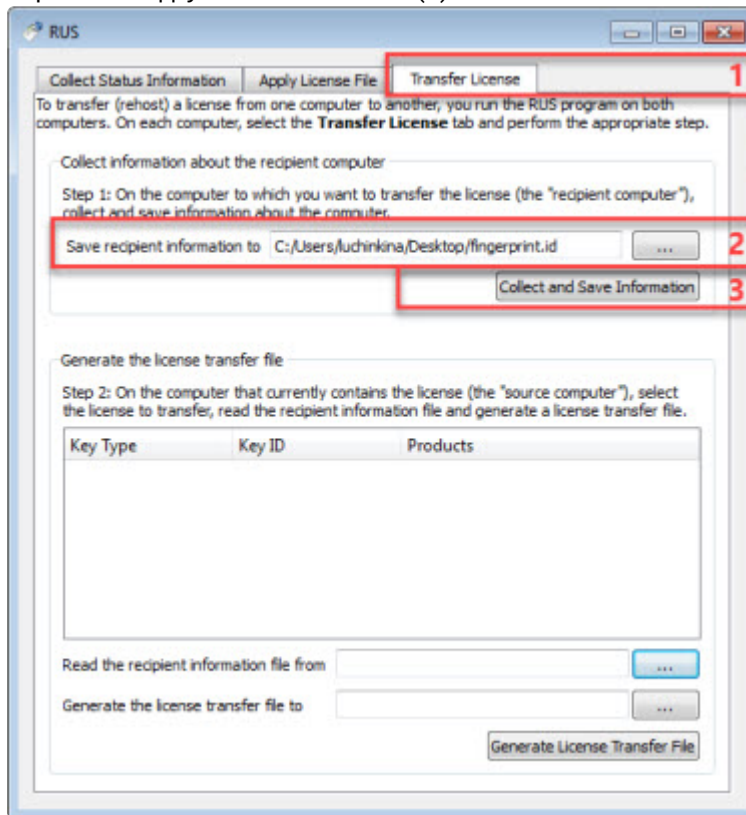 RUS
Collect Status Information Apply License File Transfer License 1
To transfer (rehost) a license from one computer to another, you run the RUS program on both
computers. On each computer, select the Transfer License tab and perform the appropriate step.
Collect information about the recipient computer
Step 1: On the computer to which you want to transfer the license (the "recipient computer"),
collect and save information about the computer.
Save recipient information to C:/Users/luchinkina/Desktop/fingerprint.id ... 2
Collect and Save Information 3
Generate the license transfer file
Step 2: On the computer that currently contains the license (the "source computer"), select
the license to transfer, read the recipient information file and generate a license transfer file.
Key Type Key ID Products
Read the recipient information file from ...
Generate the license transfer file to ...
Generate License Transfer File